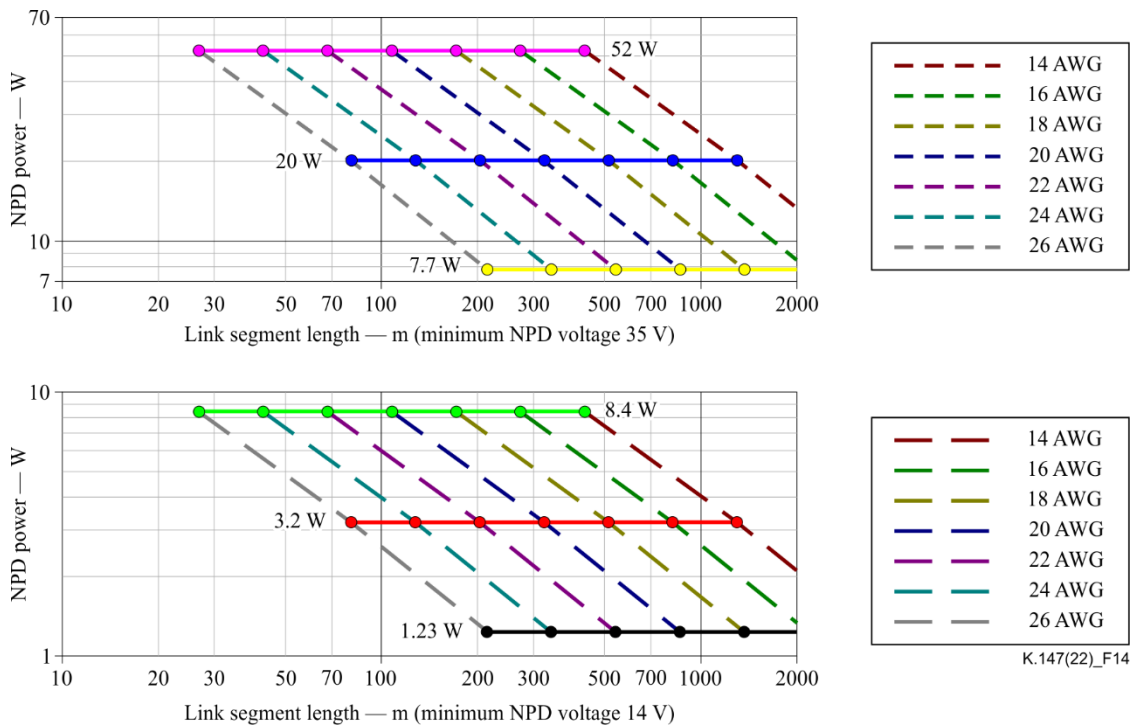 70
52 W
NPD power — W
20 W
10
7.7 W
7
10 20 30 50 70 100 200 300 500 700 1000 2000
Link segment length — m (minimum NPD voltage 35 V)
14 AWG
16 AWG
18 AWG
20 AWG
22 AWG
24 AWG
26 AWG
10
8.4 W
NPD power — W
3.2 W
1.23 W
1
10 20 30 50 70 100 200 300 500 700 1000 2000
Link segment length — m (minimum NPD voltage 14 V)
14 AWG
16 AWG
18 AWG
20 AWG
22 AWG
24 AWG
26 AWG
K.147(22)_F14